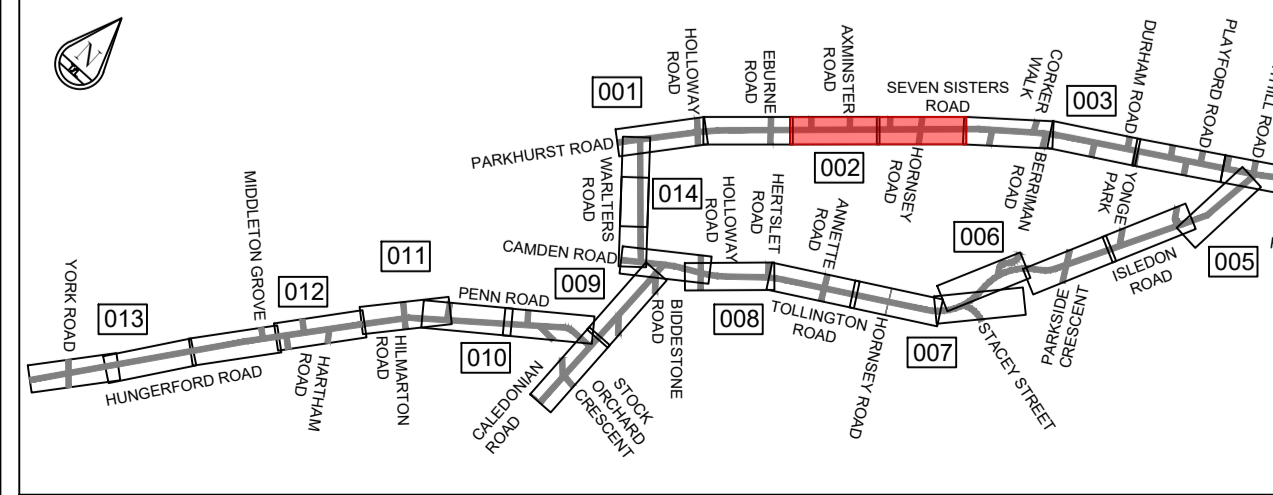 N
001
HOLLOWAY
ROAD
EBURNE
ROAD
AXMINSTER
ROAD
SEVEN SISTERS
ROAD
CORKER
WALK
003
DURHAM ROAD
PLAYFORD ROAD
HILL ROAD
PARKHURST ROAD
002
HORNSEY
ROAD
BERRIMAN
ROAD
YONGE
PARK
WARLTERS
ROAD
014
HOLLOWAY
ROAD
HERTSLET
ROAD
ANNETTE
ROAD
006
ISLEDON
ROAD
005
MIDDLETON GROVE
CAMDEN ROAD
009
011
YORK ROAD
013
012
PENN ROAD
BIDDESTONE
ROAD
008
TOLLINGTON
ROAD
HORNSEY ROAD
007
STACEY STREET
PARKSIDE
CRESCENT
HUNGERFORD ROAD
HARTHAM
ROAD
HILMARTON
ROAD
010
CALEDONIAN
ROAD
STOCK
ORCHARD
CRESCENT